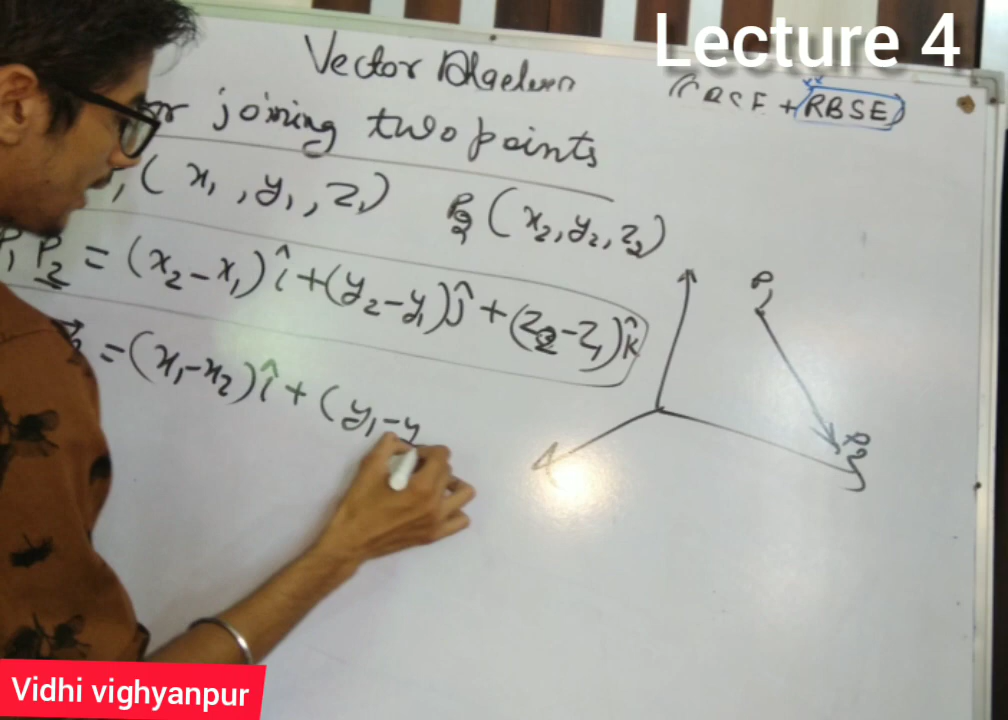 Lecture 4
Vector Algebra
CBSE + RBSE
r joining two points
P₁ (x₁, y₁, z₁) P₂ (x₂, y₂, z₂)
P₁P₂ = (x₂-x₁)î+(y₂-y₁)ĵ+(z₂-z₁)k̂
= (x₁-x₂)î + (y₁-y
P₁
P₂
Vidhi vighyanpur